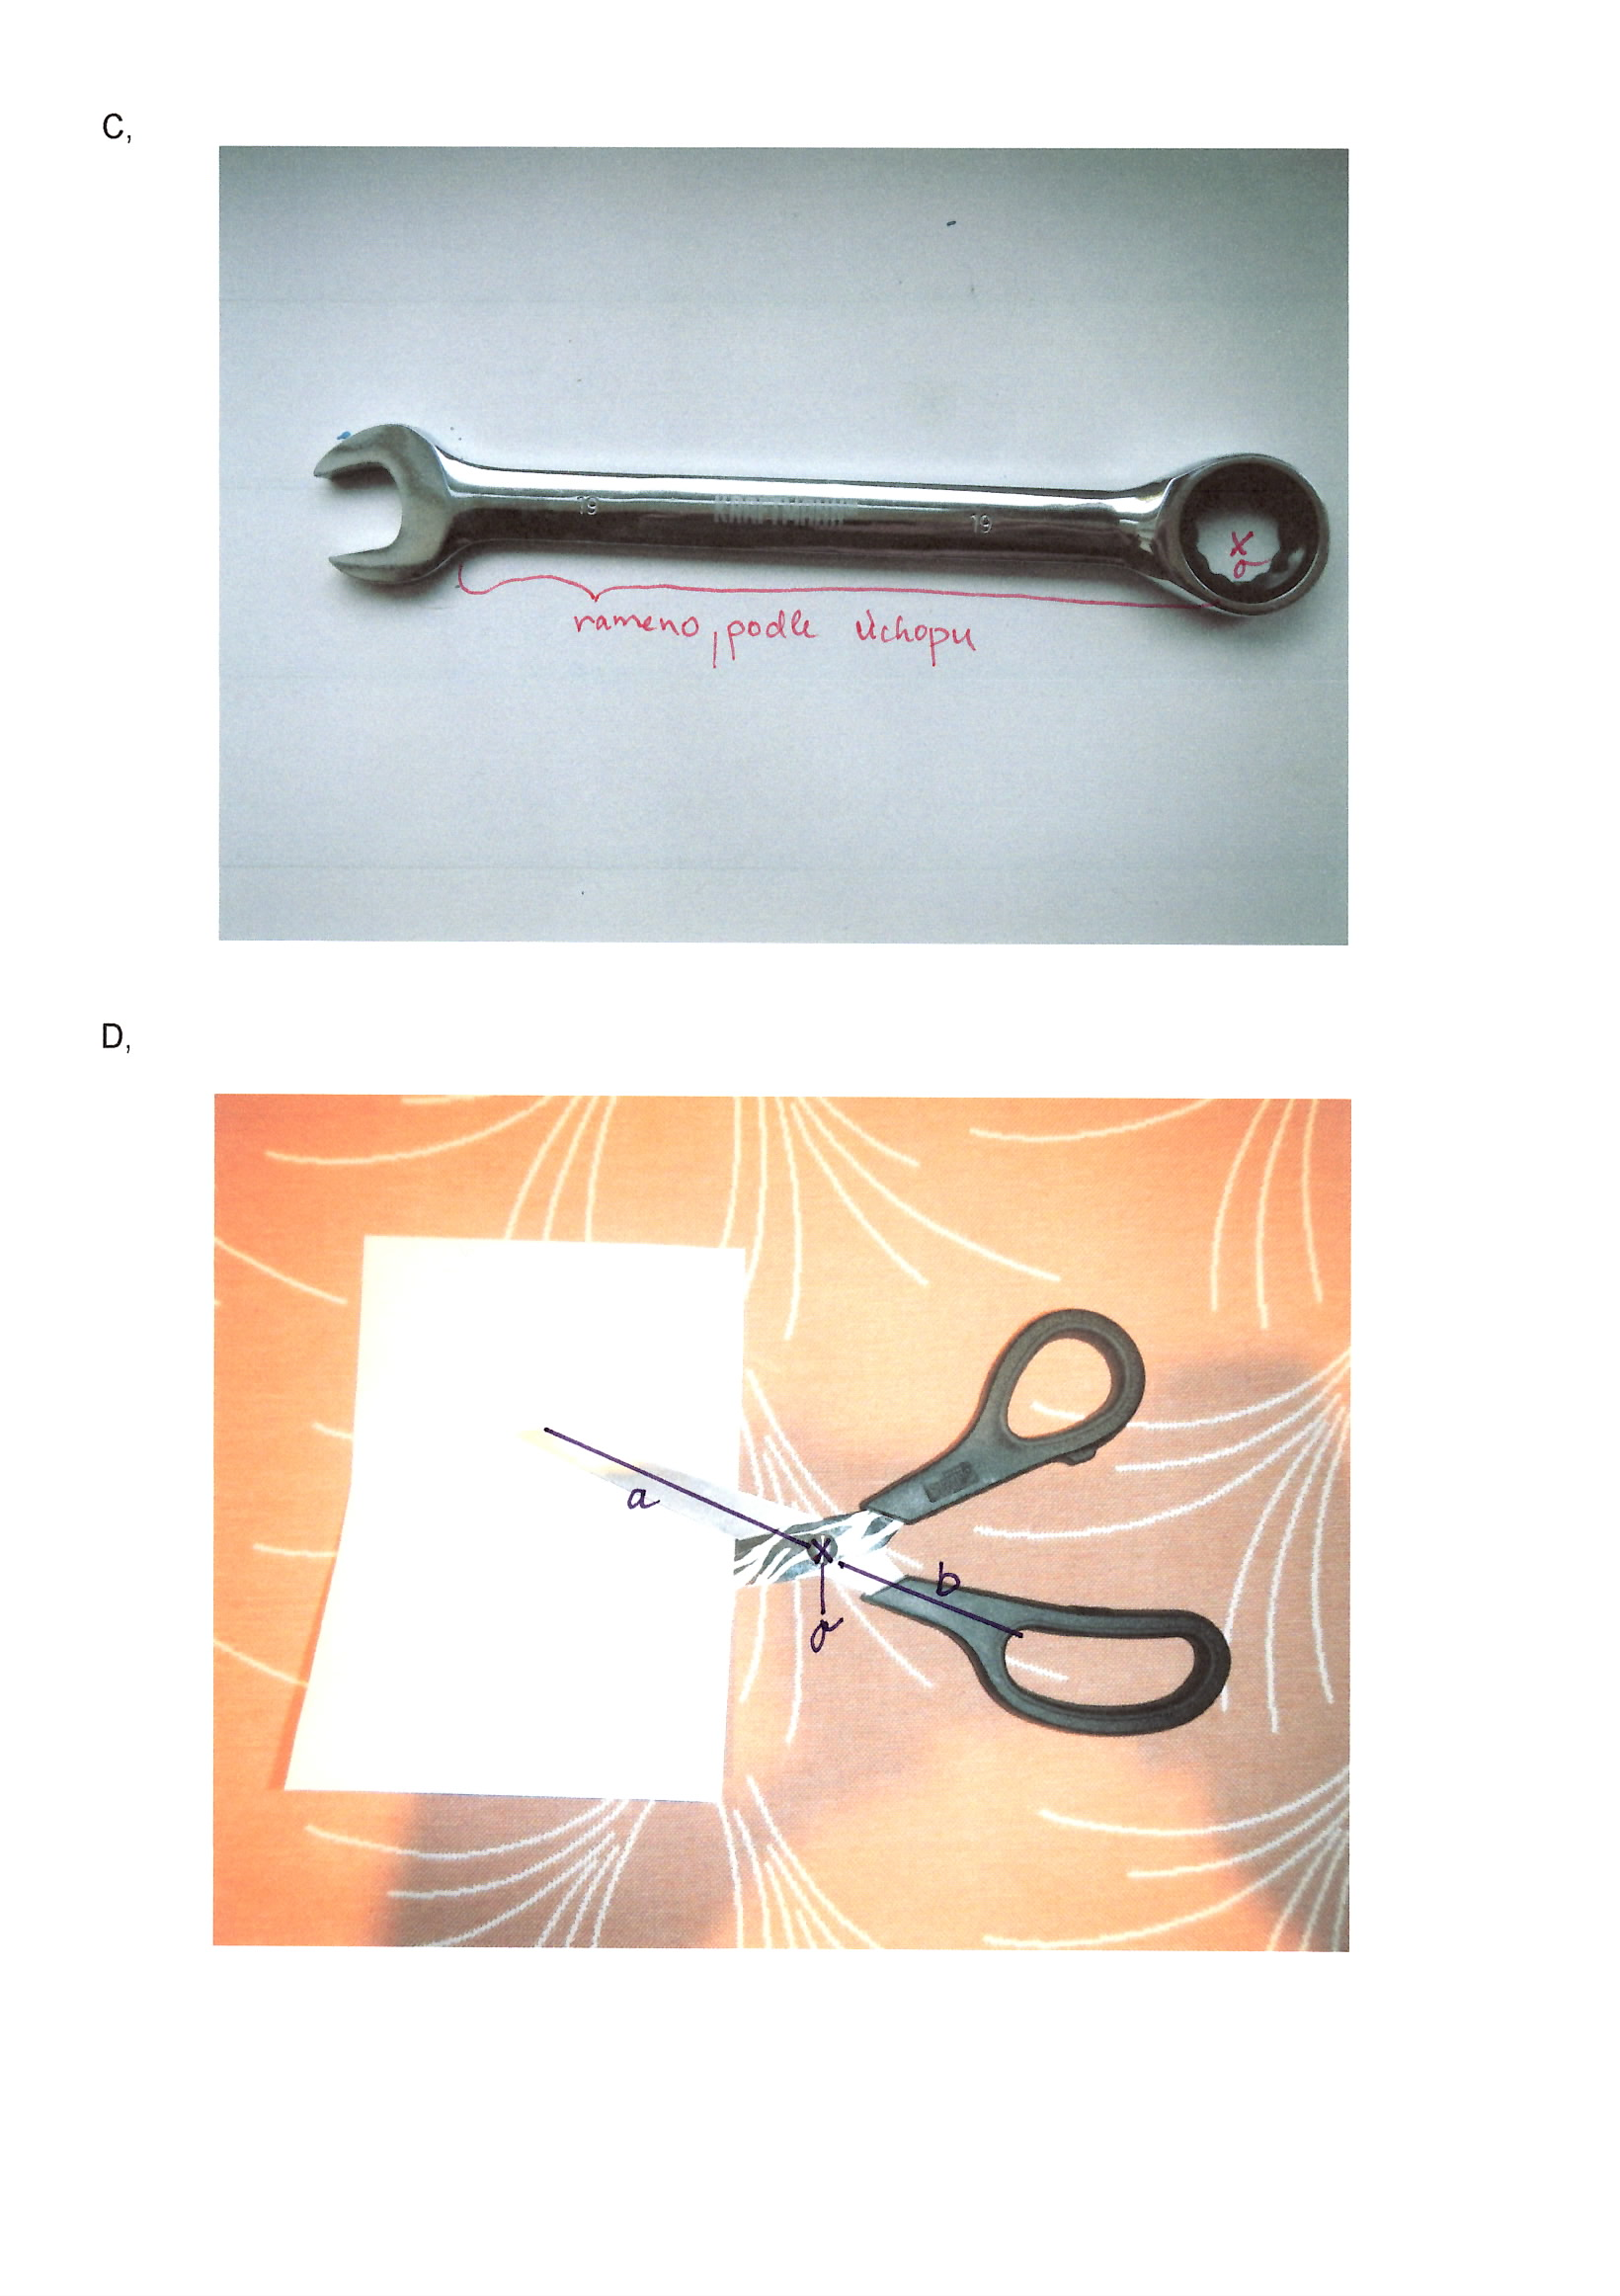 C,
19
19
x
o
rameno, podle úchopu
D,
a
x
b
o